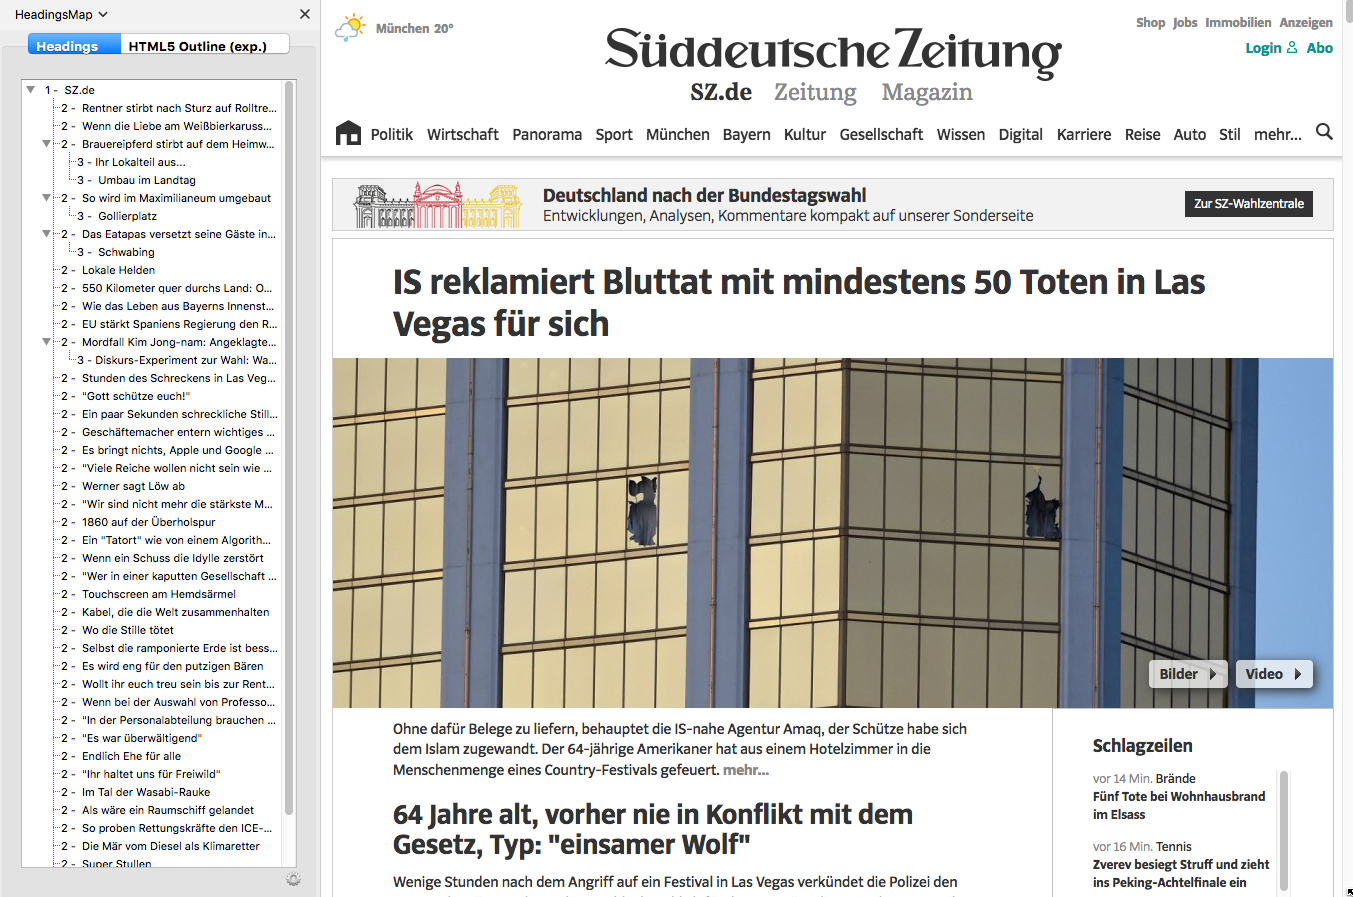 HeadingsMap
Headings
HTML5 Outline (exp.)
1 - SZ.de
2 - Rentner stirbt nach Sturz auf Rolltre...
2 - Wenn die Liebe am Weißbierkaruss...
2 - Brauereipferd stirbt auf dem Heimw...
3 - Ihr Lokalteil aus...
3 - Umbau im Landtag
2 - So wird im Maximilianeum umgebaut
3 - Gollierplatz
2 - Das Eatapas versetzt seine Gäste in...
3 - Schwabing
2 - Lokale Helden
2 - 550 Kilometer quer durchs Land: O...
2 - Wie das Leben aus Bayerns Innenst...
2 - EU stärkt Spaniens Regierung den R...
2 - Mordfall Kim Jong-nam: Angeklagte...
3 - Diskurs-Experiment zur Wahl: Wa...
2 - Stunden des Schreckens in Las Veg...
2 - "Gott schütze euch!"
2 - Ein paar Sekunden schreckliche Still...
2 - Geschäftemacher entern wichtiges ...
2 - Es bringt nichts, Apple und Google ...
2 - "Viele Reiche wollen nicht sein wie ...
2 - Werner sagt Löw ab
2 - "Wir sind nicht mehr die stärkste M...
2 - 1860 auf der Überholspur
2 - Ein "Tatort" wie von einem Algorith...
2 - Wenn ein Schuss die Idylle zerstört
2 - "Wer in einer kaputten Gesellschaft ...
2 - Touchscreen am Hemdsärmel
2 - Kabel, die die Welt zusammenhalten
2 - Wo die Stille tötet
2 - Selbst die ramponierte Erde ist bess...
2 - Es wird eng für den putzigen Bären
2 - Wollt ihr euch treu sein bis zur Rent...
2 - Wenn bei der Auswahl von Professo...
2 - "In der Personalabteilung brauchen ...
2 - "Es war überwältigend"
2 - Endlich Ehe für alle
2 - "Ihr haltet uns für Freiwild"
2 - Im Tal der Wasabi-Rauke
2 - Als wäre ein Raumschiff gelandet
2 - So proben Rettungskräfte den ICE-...
2 - Die Mär vom Diesel als Klimaretter
2 - Super Stullen
München 20°
Shop Jobs Immobilien Anzeigen
Login Abo
Süddeutsche Zeitung
SZ.de Zeitung Magazin
Politik Wirtschaft Panorama Sport München Bayern Kultur Gesellschaft Wissen Digital Karriere Reise Auto Stil mehr...
Deutschland nach der Bundestagswahl
Entwicklungen, Analysen, Kommentare kompakt auf unserer Sonderseite
Zur SZ-Wahlzentrale
IS reklamiert Bluttat mit mindestens 50 Toten in Las
Vegas für sich
Bilder
Video
Ohne dafür Belege zu liefern, behauptet die IS-nahe Agentur Amaq, der Schütze habe sich
dem Islam zugewandt. Der 64-jährige Amerikaner hat aus einem Hotelzimmer in die
Menschenmenge eines Country-Festivals gefeuert. mehr...
64 Jahre alt, vorher nie in Konflikt mit dem
Gesetz, Typ: "einsamer Wolf"
Wenige Stunden nach dem Angriff auf ein Festival in Las Vegas verkündet die Polizei den
Schlagzeilen
vor 14 Min. Brände
Fünf Tote bei Wohnhausbrand
im Elsass
vor 16 Min. Tennis
Zverev besiegt Struff und zieht
ins Peking-Achtelfinale ein